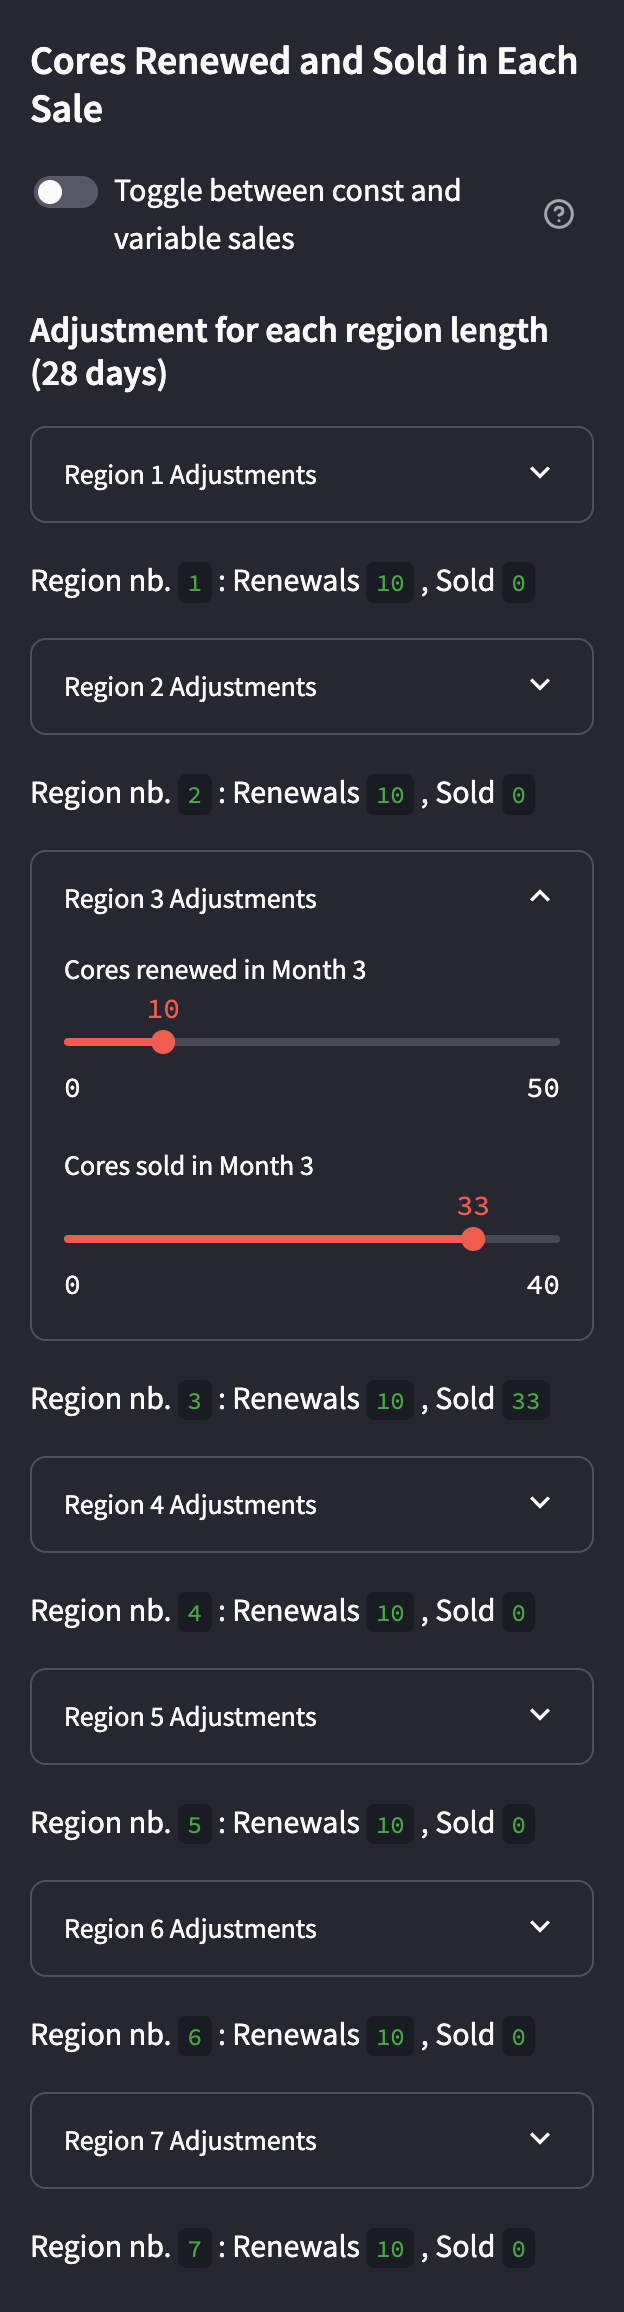 Cores Renewed and Sold in Each
Sale
Toggle between const and
variable sales
?
Adjustment for each region length
(28 days)
Region 1 Adjustments
Region nb. 1 : Renewals 10 , Sold 0
Region 2 Adjustments
Region nb. 2 : Renewals 10 , Sold 0
Region 3 Adjustments
Cores renewed in Month 3
10
0 50
Cores sold in Month 3
33
0 40
Region nb. 3 : Renewals 10 , Sold 33
Region 4 Adjustments
Region nb. 4 : Renewals 10 , Sold 0
Region 5 Adjustments
Region nb. 5 : Renewals 10 , Sold 0
Region 6 Adjustments
Region nb. 6 : Renewals 10 , Sold 0
Region 7 Adjustments
Region nb. 7 : Renewals 10 , Sold 0